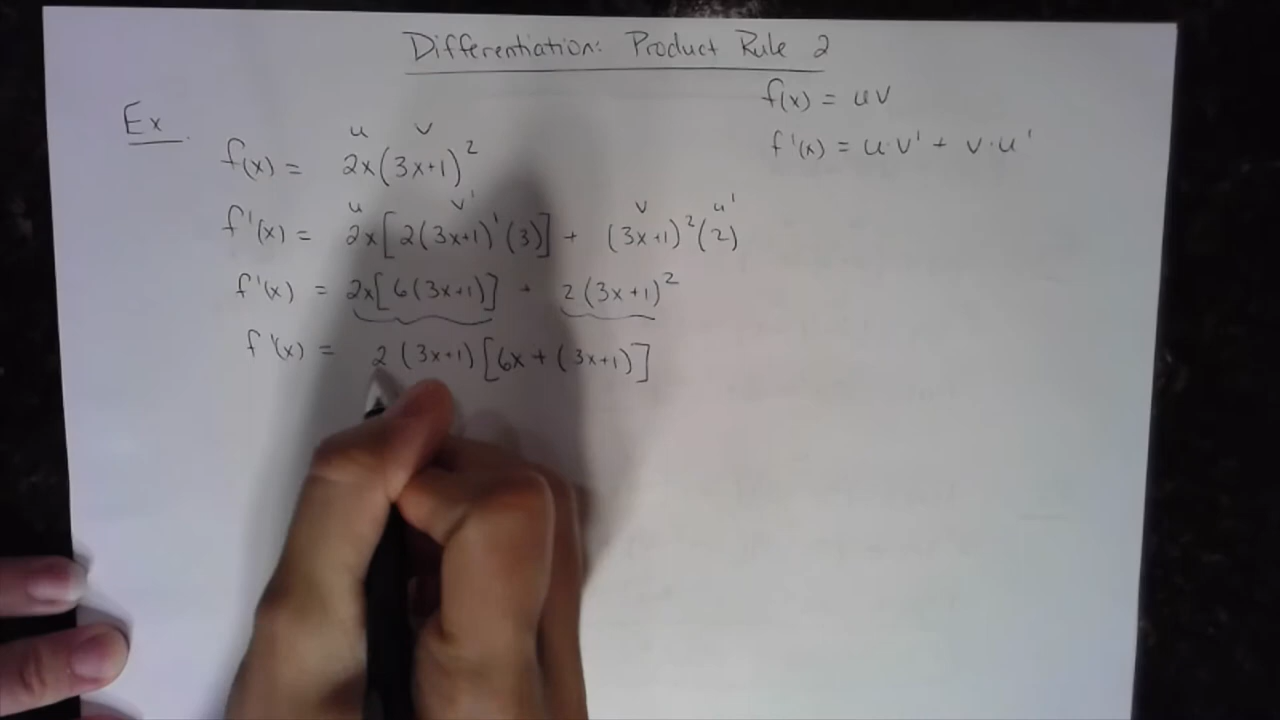 Differentiation: Product Rule 2
f(x) = uv
f'(x) = u·v' + v·u'
Ex.
u v
f(x) = 2x(3x+1)²
u v' v u'
f'(x) = 2x[2(3x+1)¹(3)] + (3x+1)²(2)
f'(x) = 2x[6(3x+1)] + 2(3x+1)²
f'(x) = 2(3x+1)[6x + (3x+1)]